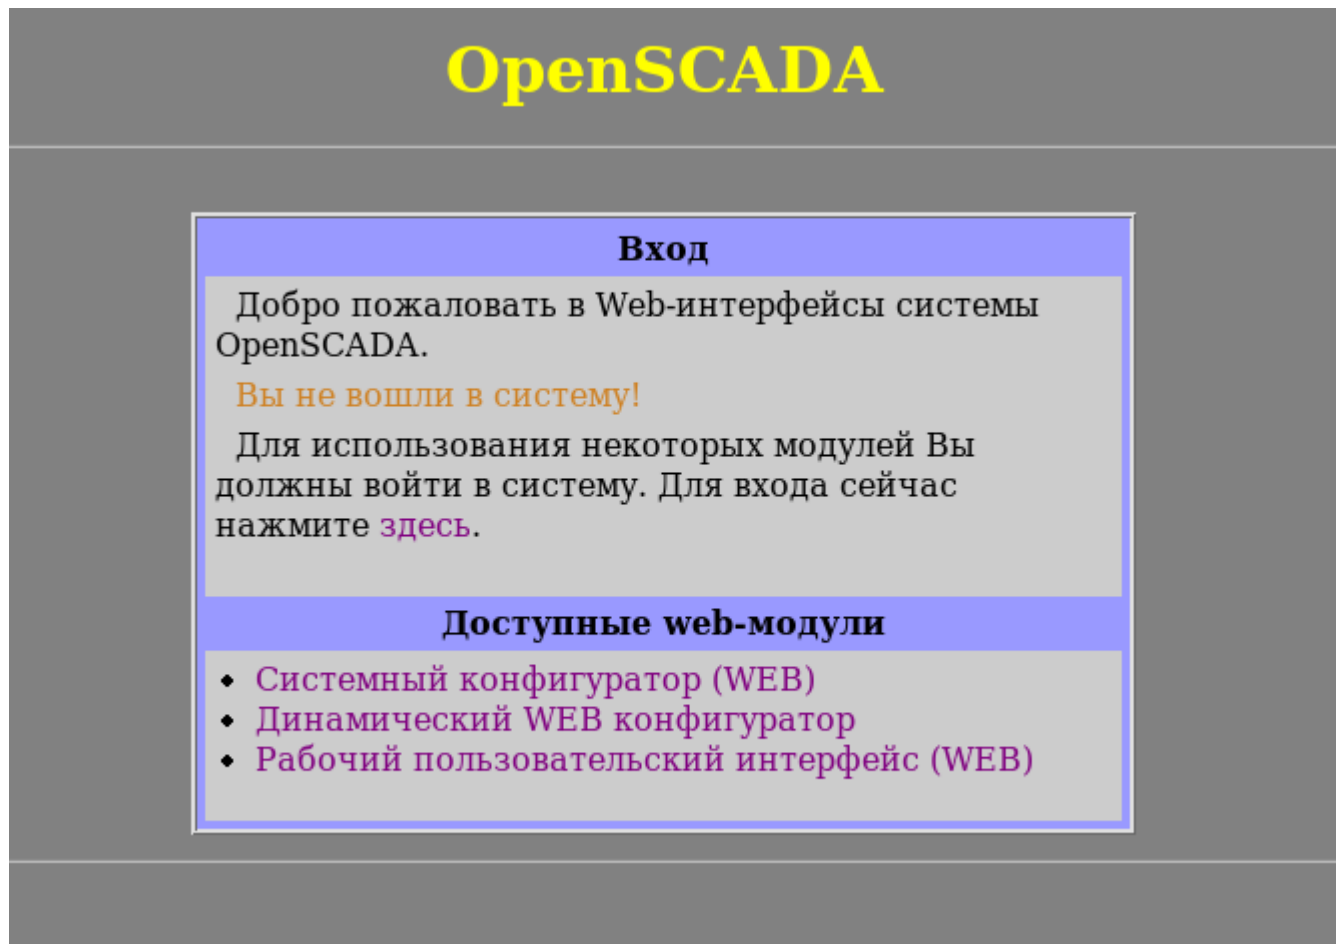 OpenSCADA
Вход
Добро пожаловать в Web-интерфейсы системы
OpenSCADA.
Вы не вошли в систему!
Для использования некоторых модулей Вы
должны войти в систему. Для входа сейчас
нажмите здесь.
Доступные web-модули
Системный конфигуратор (WEB)
Динамический WEB конфигуратор
Рабочий пользовательский интерфейс (WEB)